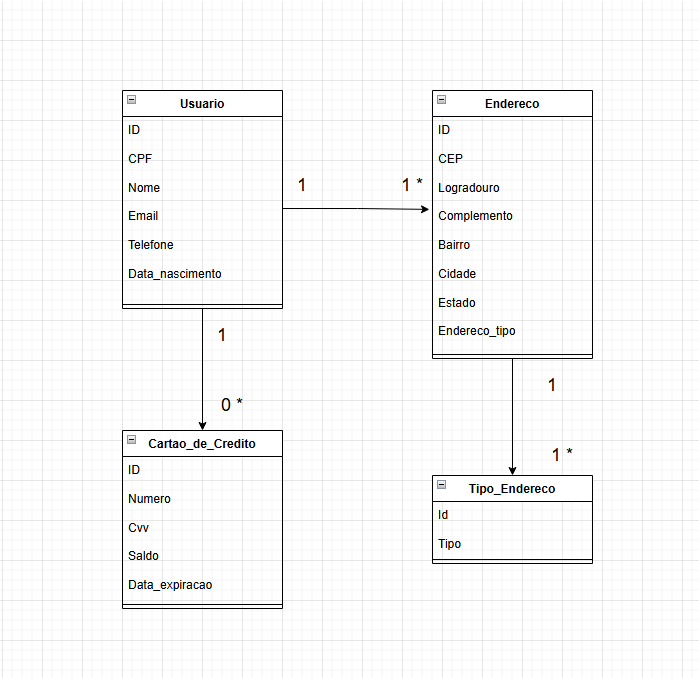 Usuario
ID
CPF
Nome
Email
Telefone
Data_nascimento
1
1 *
Endereco
ID
CEP
Logradouro
Complemento
Bairro
Cidade
Estado
Endereco_tipo
1
0 *
Cartao_de_Credito
ID
Numero
Cvv
Saldo
Data_expiracao
1
1 *
Tipo_Endereco
Id
Tipo